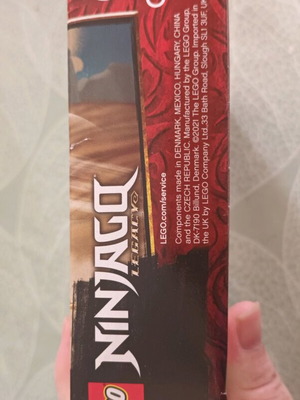 NINJAGO
LEGACY
LEGO.com/service
Components made in DENMARK, MEXICO, HUNGARY, CHINA
and the CZECH REPUBLIC. Manufactured by the LEGO Group,
DK-7190 Billund, Denmark. ©2021 The LEGO Group. Imported in
the UK by LEGO Company Ltd.33 Bath Road, Slough SL1 3UF, UK